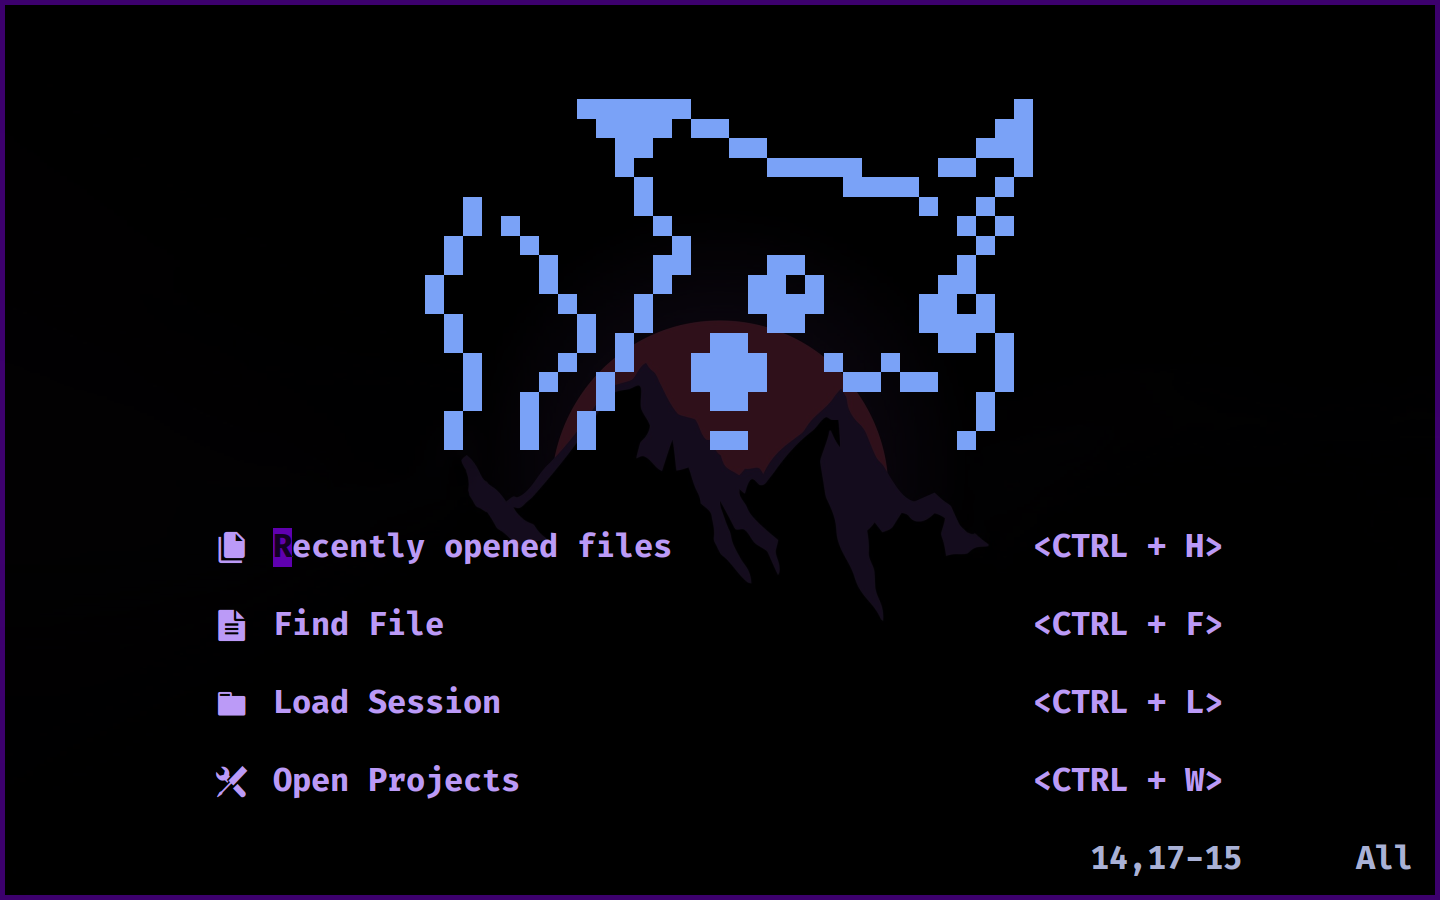 Recently opened files <CTRL + H>
Find File <CTRL + F>
Load Session <CTRL + L>
Open Projects <CTRL + W>
14,17-15 All